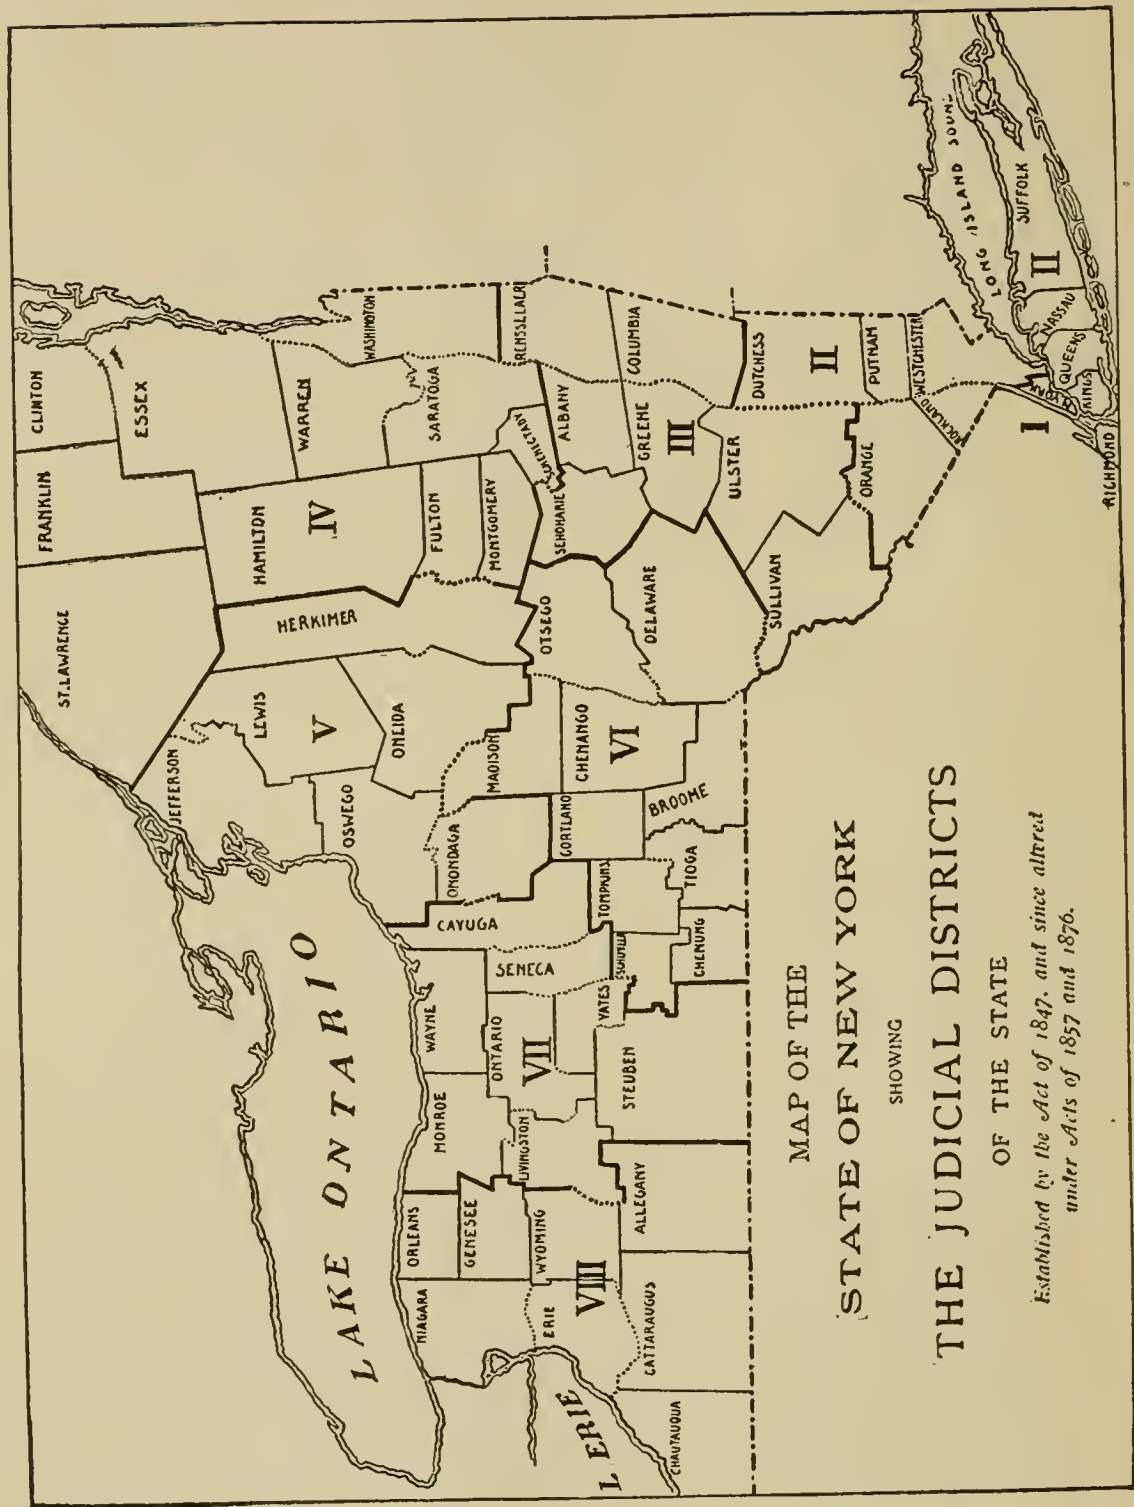 MAP OF THE
STATE OF NEW YORK
SHOWING
THE JUDICIAL DISTRICTS
OF THE STATE
Established by the Act of 1847, and since altered
under Acts of 1857 and 1876.
LAKE ONTARIO
L ERIE
LONG ISLAND SOUN
ST. LAWRENCE
FRANKLIN
CLINTON
ESSEX
JEFFERSON
LEWIS
HERKIMER
HAMILTON
WARREN
WASHINGTON
IV
V
OSWEGO
ONEIDA
FULTON
SARATOGA
MONTGOMERY
SCHENECTADY
RENSSELLAER
NIAGARA
ORLEANS
MONROE
WAYNE
CAYUGA
ONONDAGA
MADISON
OTSEGO
SCHOHARIE
ALBANY
GENESEE
ONTARIO
SENECA
WYOMING
LIVINGSTON
YATES
VII
ERIE
VIII
CORTLAND
CHENANGO
VI
DELAWARE
GREENE
COLUMBIA
III
TOMPKINS
SCHUYLER
STEUBEN
ALLEGANY
CATTARAUGUS
CHAUTAUQUA
CHEMUNG
TIOGA
BROOME
ULSTER
DUTCHESS
SULLIVAN
II
ORANGE
PUTNAM
WESTCHESTER
ROCKLAND
I
N.YORK
KINGS
QUEENS
NASSAU
SUFFOLK
II
RICHMOND